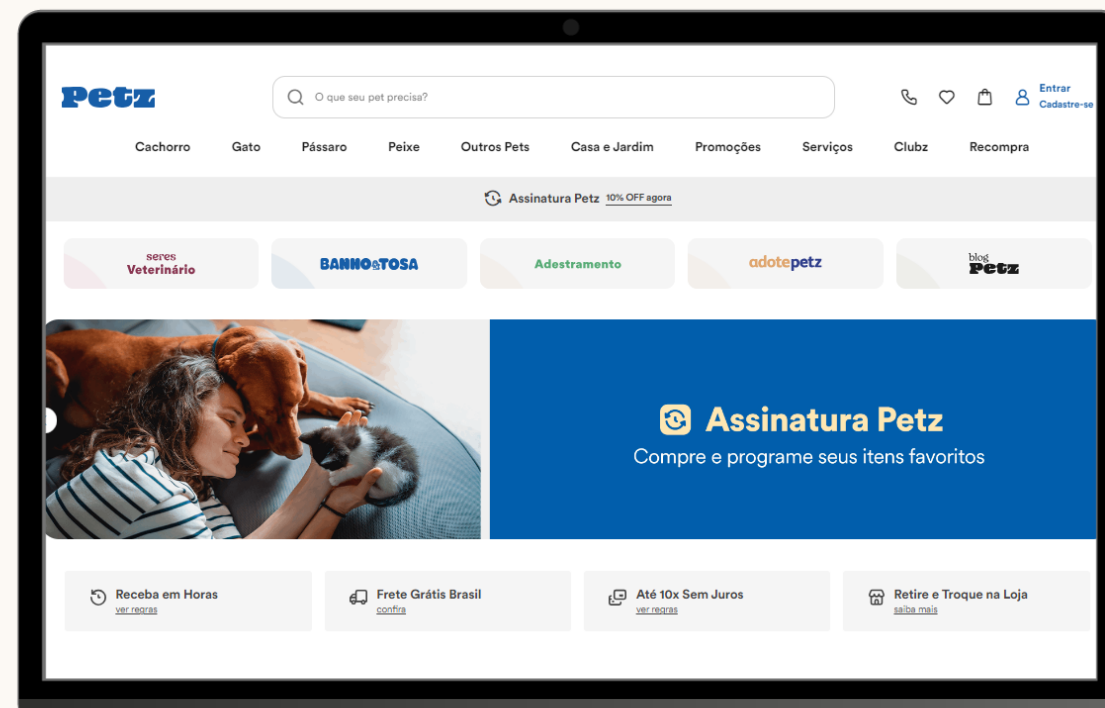 Petz
O que seu pet precisa?
Entrar
Cadastre-se
Cachorro Gato Pássaro Peixe Outros Pets Casa e Jardim Promoções Serviços Clubz Recompra
Assinatura Petz 10% OFF agora
seres
Veterinário
BANHO & TOSA
Adestramento
adotepetz
blog
Petz
Assinatura Petz
Compre e programe seus itens favoritos
Receba em Horas
ver regras
Frete Grátis Brasil
confira
Até 10x Sem Juros
ver regras
Retire e Troque na Loja
saiba mais